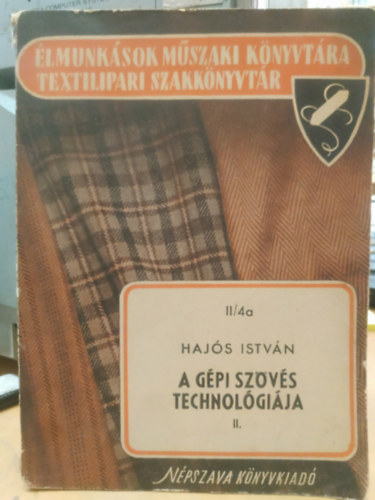 ÉLMUNKÁSOK MŰSZAKI KÖNYVTÁRA
TEXTILIPARI SZAKKÖNYVTÁR
II/4a
HAJÓS ISTVÁN
A GÉPI SZÖVÉS
TECHNOLÓGIÁJA
II.
NÉPSZAVA KÖNYVKIADÓ